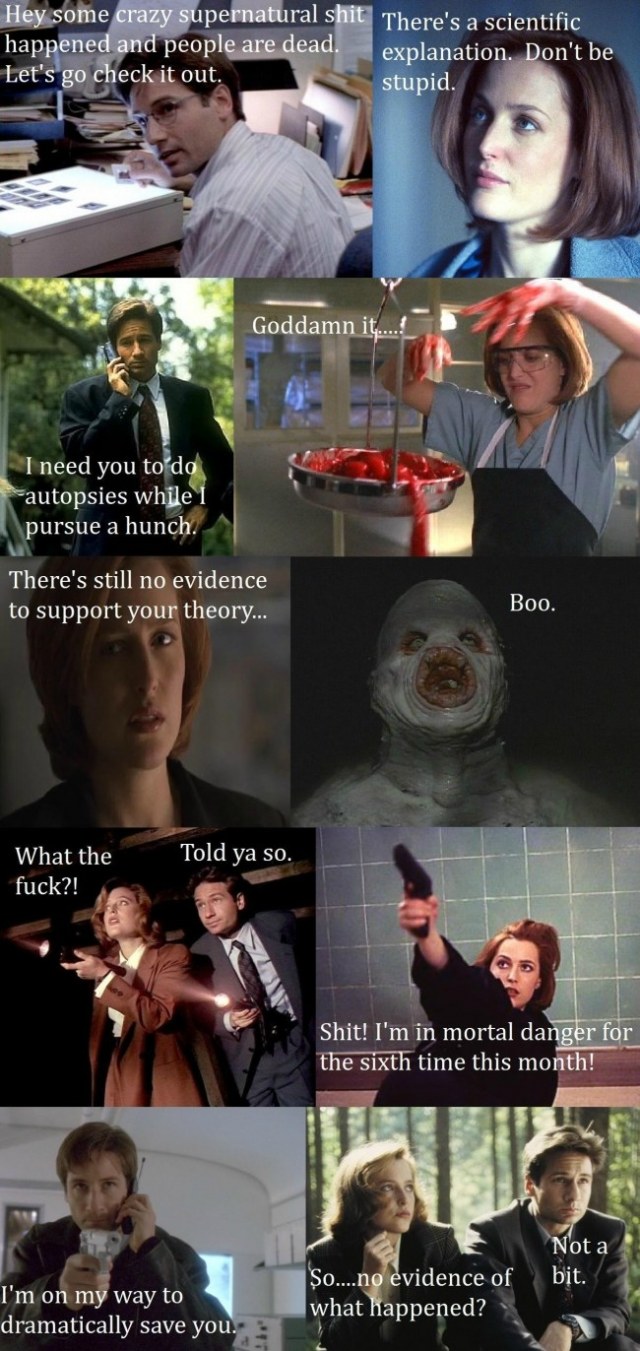 Hey some crazy supernatural shit
happened and people are dead.
Let's go check it out.
There's a scientific
explanation.  Don't be
stupid.
I need you to do
autopsies while I
pursue a hunch.
Goddamn it.....
There's still no evidence
to support your theory...
Boo.
What the
fuck?!
Told ya so.
Shit! I'm in mortal danger for
the sixth time this month!
I'm on my way to
dramatically save you.
So....no evidence of
what happened?
Not a
bit.